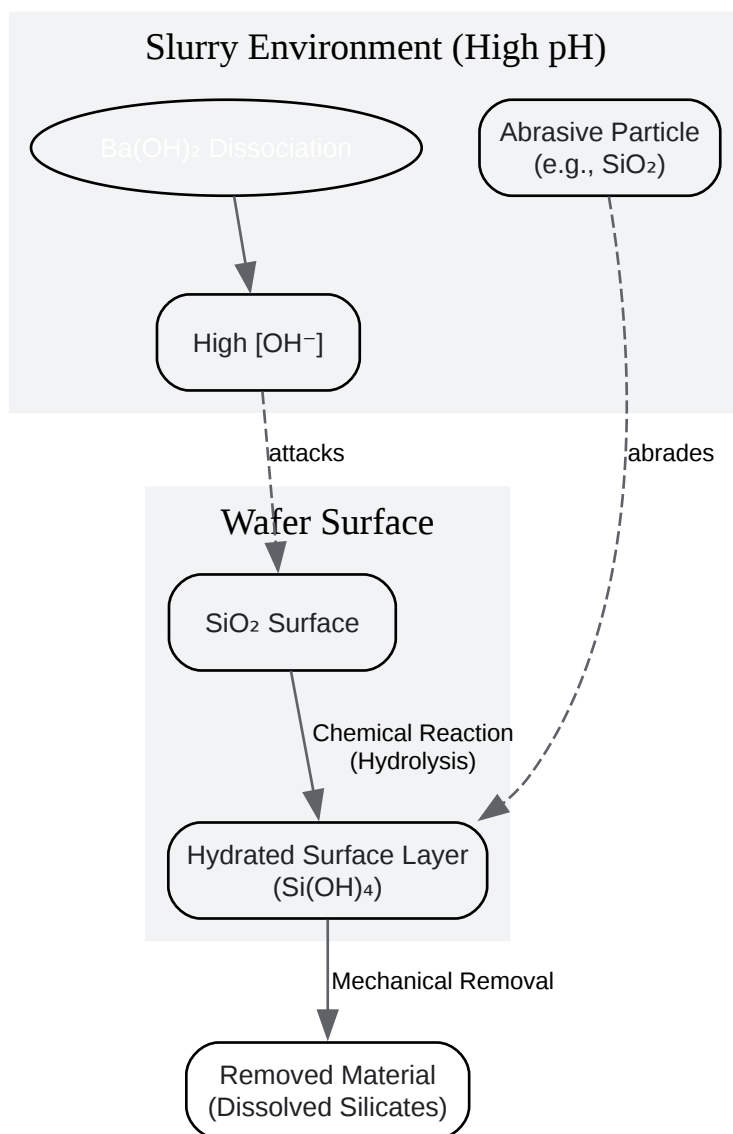 Slurry Environment (High pH)
Ba(OH)₂ Dissociation
Abrasive Particle
(e.g., SiO₂)
High [OH⁻]
attacks
abrades
Wafer Surface
SiO₂ Surface
Chemical Reaction
(Hydrolysis)
Hydrated Surface Layer
(Si(OH)₄)
Mechanical Removal
Removed Material
(Dissolved Silicates)